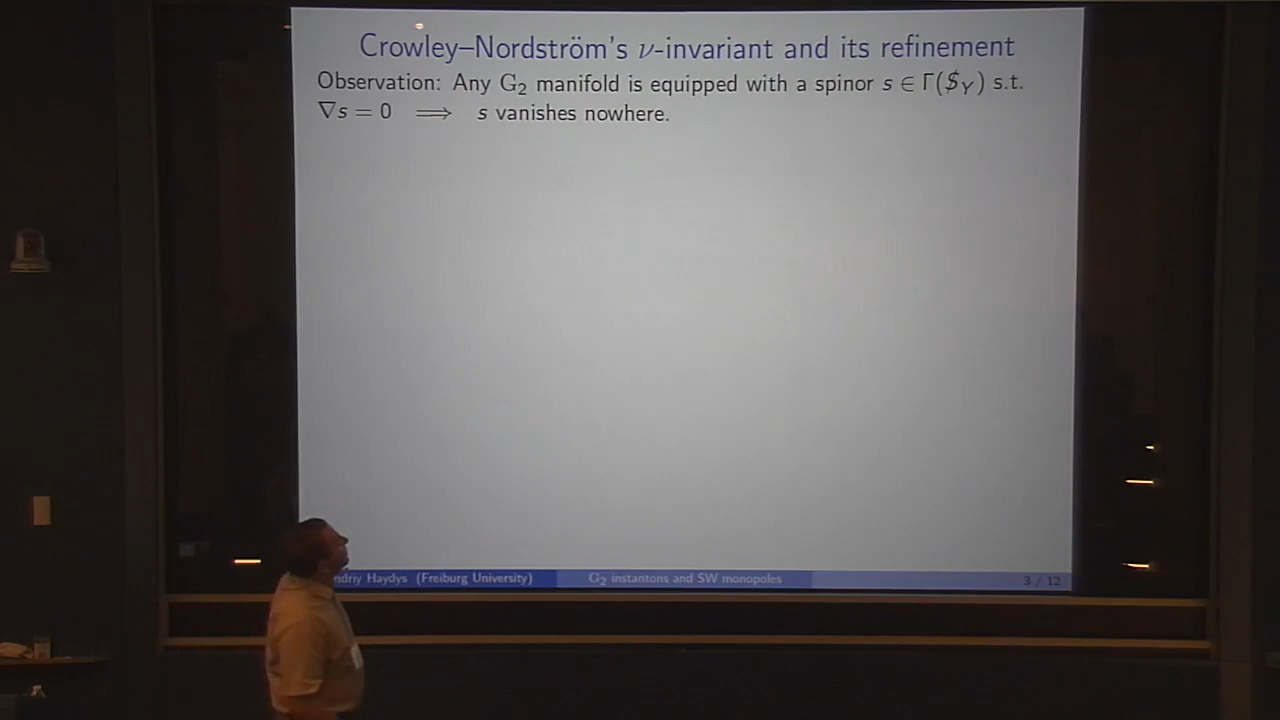 Crowley–Nordström's ν-invariant and its refinement
Observation: Any G₂ manifold is equipped with a spinor s ∈ Γ($_Y) s.t.
∇s = 0 ⟹ s vanishes nowhere.
ndriy Haydys (Freiburg University) G₂ instantons and SW monopoles 3 / 12